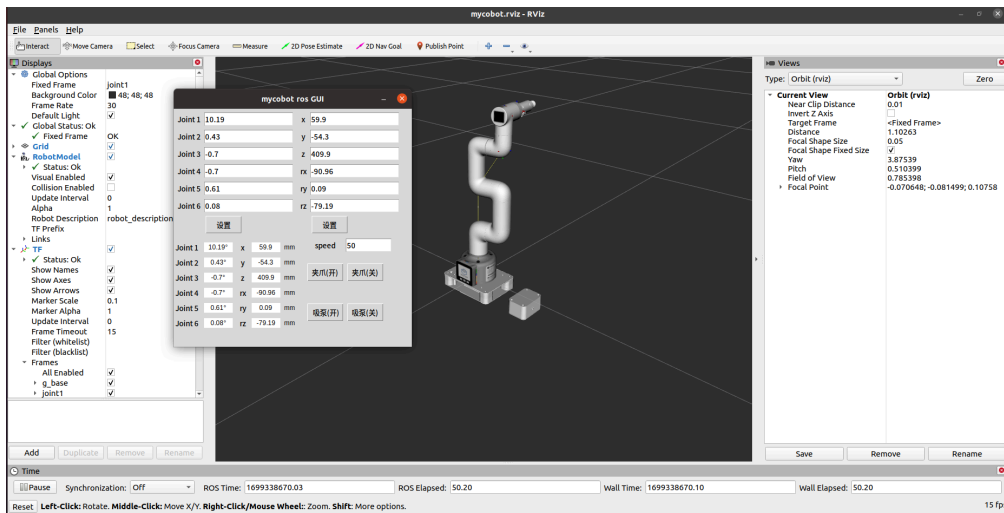 mycobot.rviz - RViz
File Panels Help
Interact Move Camera Select Focus Camera Measure 2D Pose Estimate 2D Nav Goal Publish Point
Displays
Global Options
Fixed Frame joint1
Background Color 48; 48; 48
Frame Rate 30
Default Light
Global Status: Ok
Fixed Frame OK
Grid
RobotModel
Status: Ok
Visual Enabled
Collision Enabled
Update Interval 0
Alpha 1
Robot Description robot_description
TF Prefix
Links
TF
Status: Ok
Show Names
Show Axes
Show Arrows
Marker Scale 0.1
Marker Alpha 1
Update Interval 0
Frame Timeout 15
Filter (whitelist)
Filter (blacklist)
Frames
All Enabled
g_base
joint1
Add Duplicate Remove Rename
mycobot ros GUI
Joint 1 10.19 x 59.9
Joint 2 0.43 y -54.3
Joint 3 -0.7 z 409.9
Joint 4 -0.7 rx -90.96
Joint 5 0.61 ry 0.09
Joint 6 0.08 rz -79.19
设置 设置
Joint 1 10.19° x 59.9 mm speed 50
Joint 2 0.43° y -54.3 mm
Joint 3 -0.7° z 409.9 mm 夹爪(开) 夹爪(关)
Joint 4 -0.7° rx -90.96 mm
Joint 5 0.61° ry 0.09 mm 吸泵(开) 吸泵(关)
Joint 6 0.08° rz -79.19 mm
Views
Type: Orbit (rviz) Zero
Current View Orbit (rviz)
Near Clip Distance 0.01
Invert Z Axis
Target Frame <Fixed Frame>
Distance 1.10263
Focal Shape Size 0.05
Focal Shape Fixed Size
Yaw 3.87539
Pitch 0.510399
Field of View 0.785398
Focal Point -0.070648; -0.081499; 0.10758
Save Remove Rename
Time
Pause Synchronization: Off ROS Time: 1699338670.03 ROS Elapsed: 50.20 Wall Time: 1699338670.10 Wall Elapsed: 50.20
Reset Left-Click: Rotate. Middle-Click: Move X/Y. Right-Click/Mouse Wheel:: Zoom. Shift: More options. 15 fps